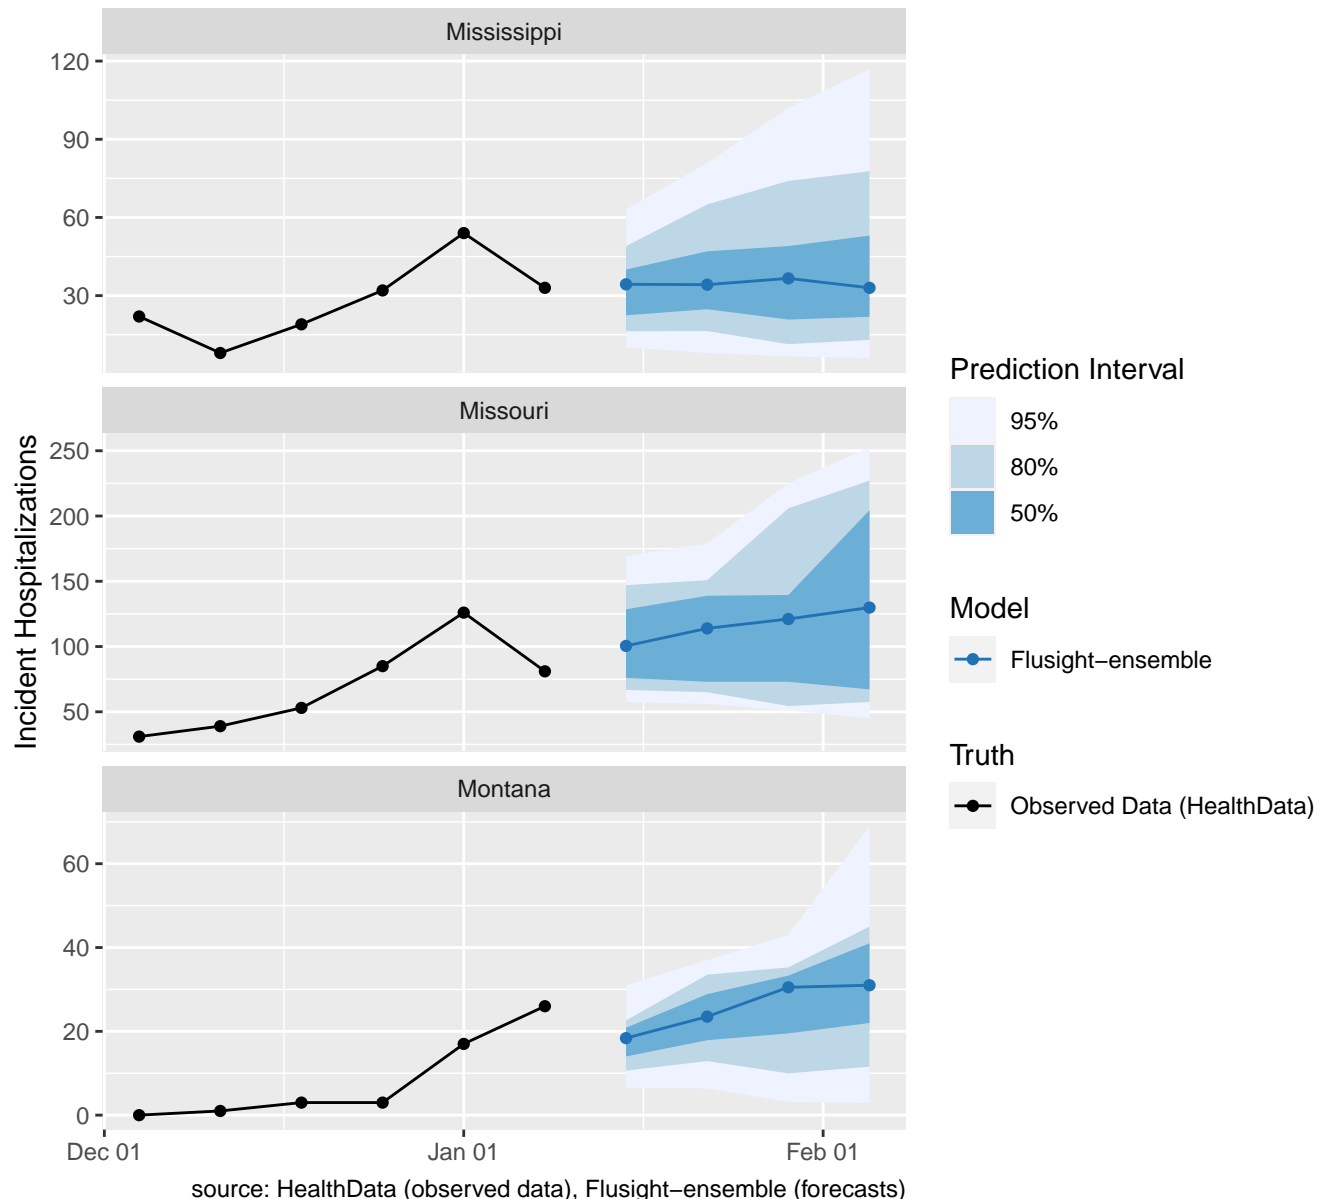 Mississippi
120
90
60
30
Missouri
250
200
150
100
50
Montana
60
40
20
0
Dec 01
Jan 01
Feb 01
Incident Hospitalizations
source: HealthData (observed data), Flusight−ensemble (forecasts)
Prediction Interval
95%
80%
50%
Model
Flusight−ensemble
Truth
Observed Data (HealthData)